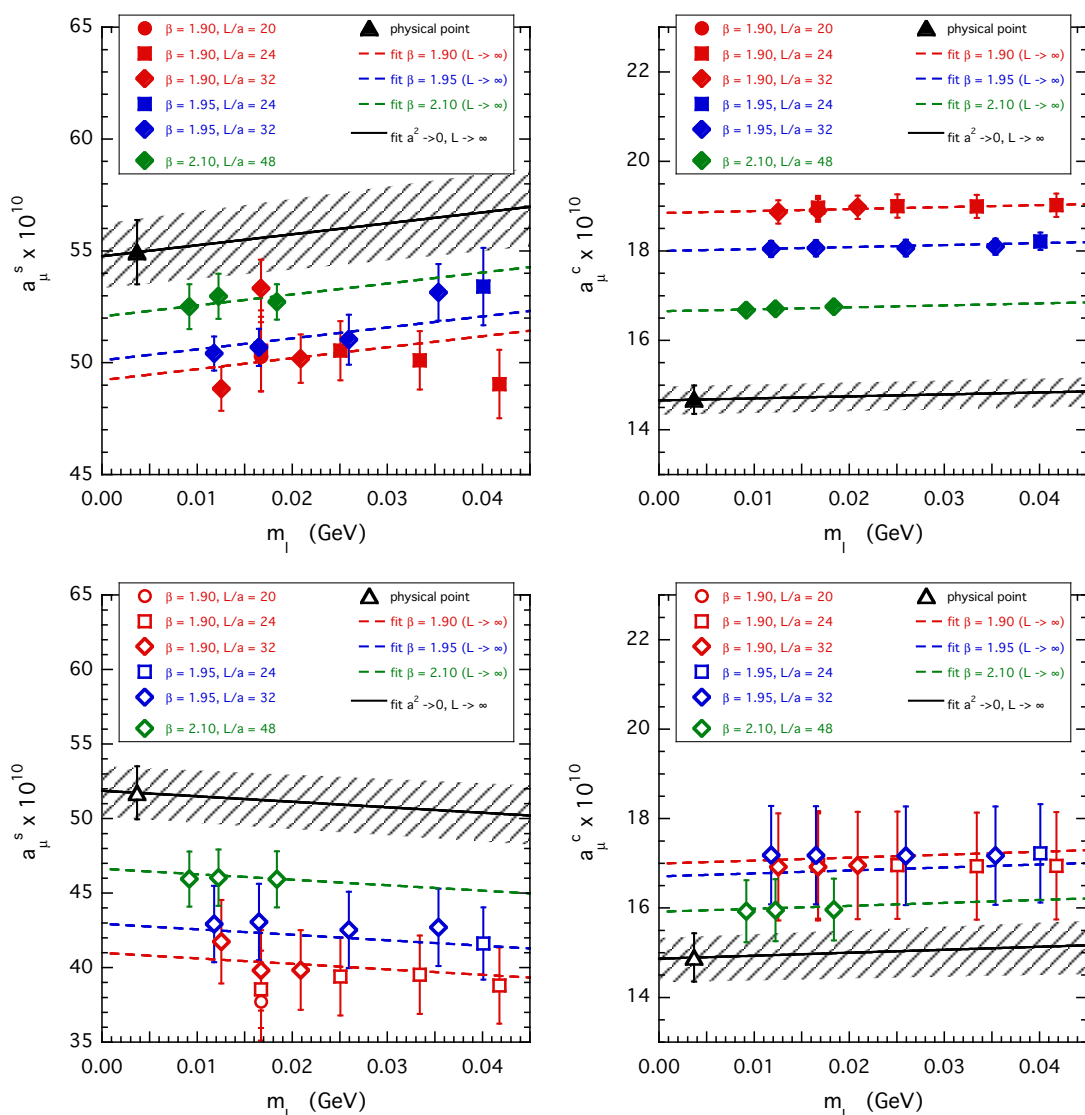 65
60
55
50
45
a_μ^s x 10^10
β = 1.90, L/a = 20
β = 1.90, L/a = 24
β = 1.90, L/a = 32
β = 1.95, L/a = 24
β = 1.95, L/a = 32
β = 2.10, L/a = 48
physical point
fit β = 1.90 (L -> ∞)
fit β = 1.95 (L -> ∞)
fit β = 2.10 (L -> ∞)
fit a² ->0, L -> ∞
0.00 0.01 0.02 0.03 0.04
m_l (GeV)
22
20
18
16
14
a_μ^c x 10^10
β = 1.90, L/a = 20
β = 1.90, L/a = 24
β = 1.90, L/a = 32
β = 1.95, L/a = 24
β = 1.95, L/a = 32
β = 2.10, L/a = 48
physical point
fit β = 1.90 (L -> ∞)
fit β = 1.95 (L -> ∞)
fit β = 2.10 (L -> ∞)
fit a² ->0, L -> ∞
0.00 0.01 0.02 0.03 0.04
m_l (GeV)
65
60
55
50
45
40
35
a_μ^s x 10^10
β = 1.90, L/a = 20
β = 1.90, L/a = 24
β = 1.90, L/a = 32
β = 1.95, L/a = 24
β = 1.95, L/a = 32
β = 2.10, L/a = 48
physical point
fit β = 1.90 (L -> ∞)
fit β = 1.95 (L -> ∞)
fit β = 2.10 (L -> ∞)
fit a² ->0, L -> ∞
0.00 0.01 0.02 0.03 0.04
m_l (GeV)
22
20
18
16
14
a_μ^c x 10^10
β = 1.90, L/a = 20
β = 1.90, L/a = 24
β = 1.90, L/a = 32
β = 1.95, L/a = 24
β = 1.95, L/a = 32
β = 2.10, L/a = 48
physical point
fit β = 1.90 (L -> ∞)
fit β = 1.95 (L -> ∞)
fit β = 2.10 (L -> ∞)
fit a² ->0, L -> ∞
0.00 0.01 0.02 0.03 0.04
m_l (GeV)